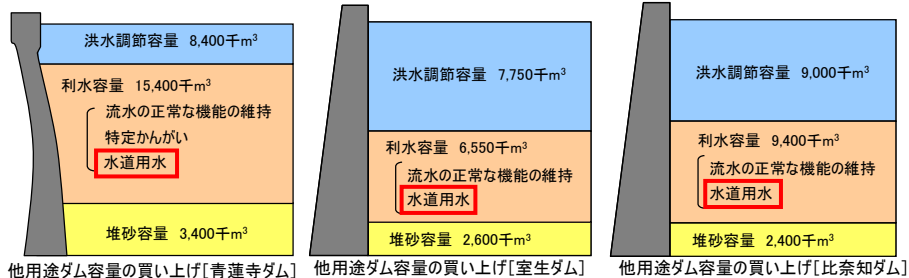 洪水調節容量 8,400千m³
利水容量 15,400千m³
流水の正常な機能の維持
特定かんがい
水道用水
堆砂容量 3,400千m³
他用途ダム容量の買い上げ[青蓮寺ダム]
洪水調節容量
7,750千m³
利水容量 6,550千m³
流水の正常な機能の維持
水道用水
堆砂容量 2,600千m³
他用途ダム容量の買い上げ[室生ダム]
洪水調節容量 9,000千m³
利水容量 9,400千m³
流水の正常な機能の維持
水道用水
堆砂容量 2,400千m³
他用途ダム容量の買い上げ[比奈知ダム]